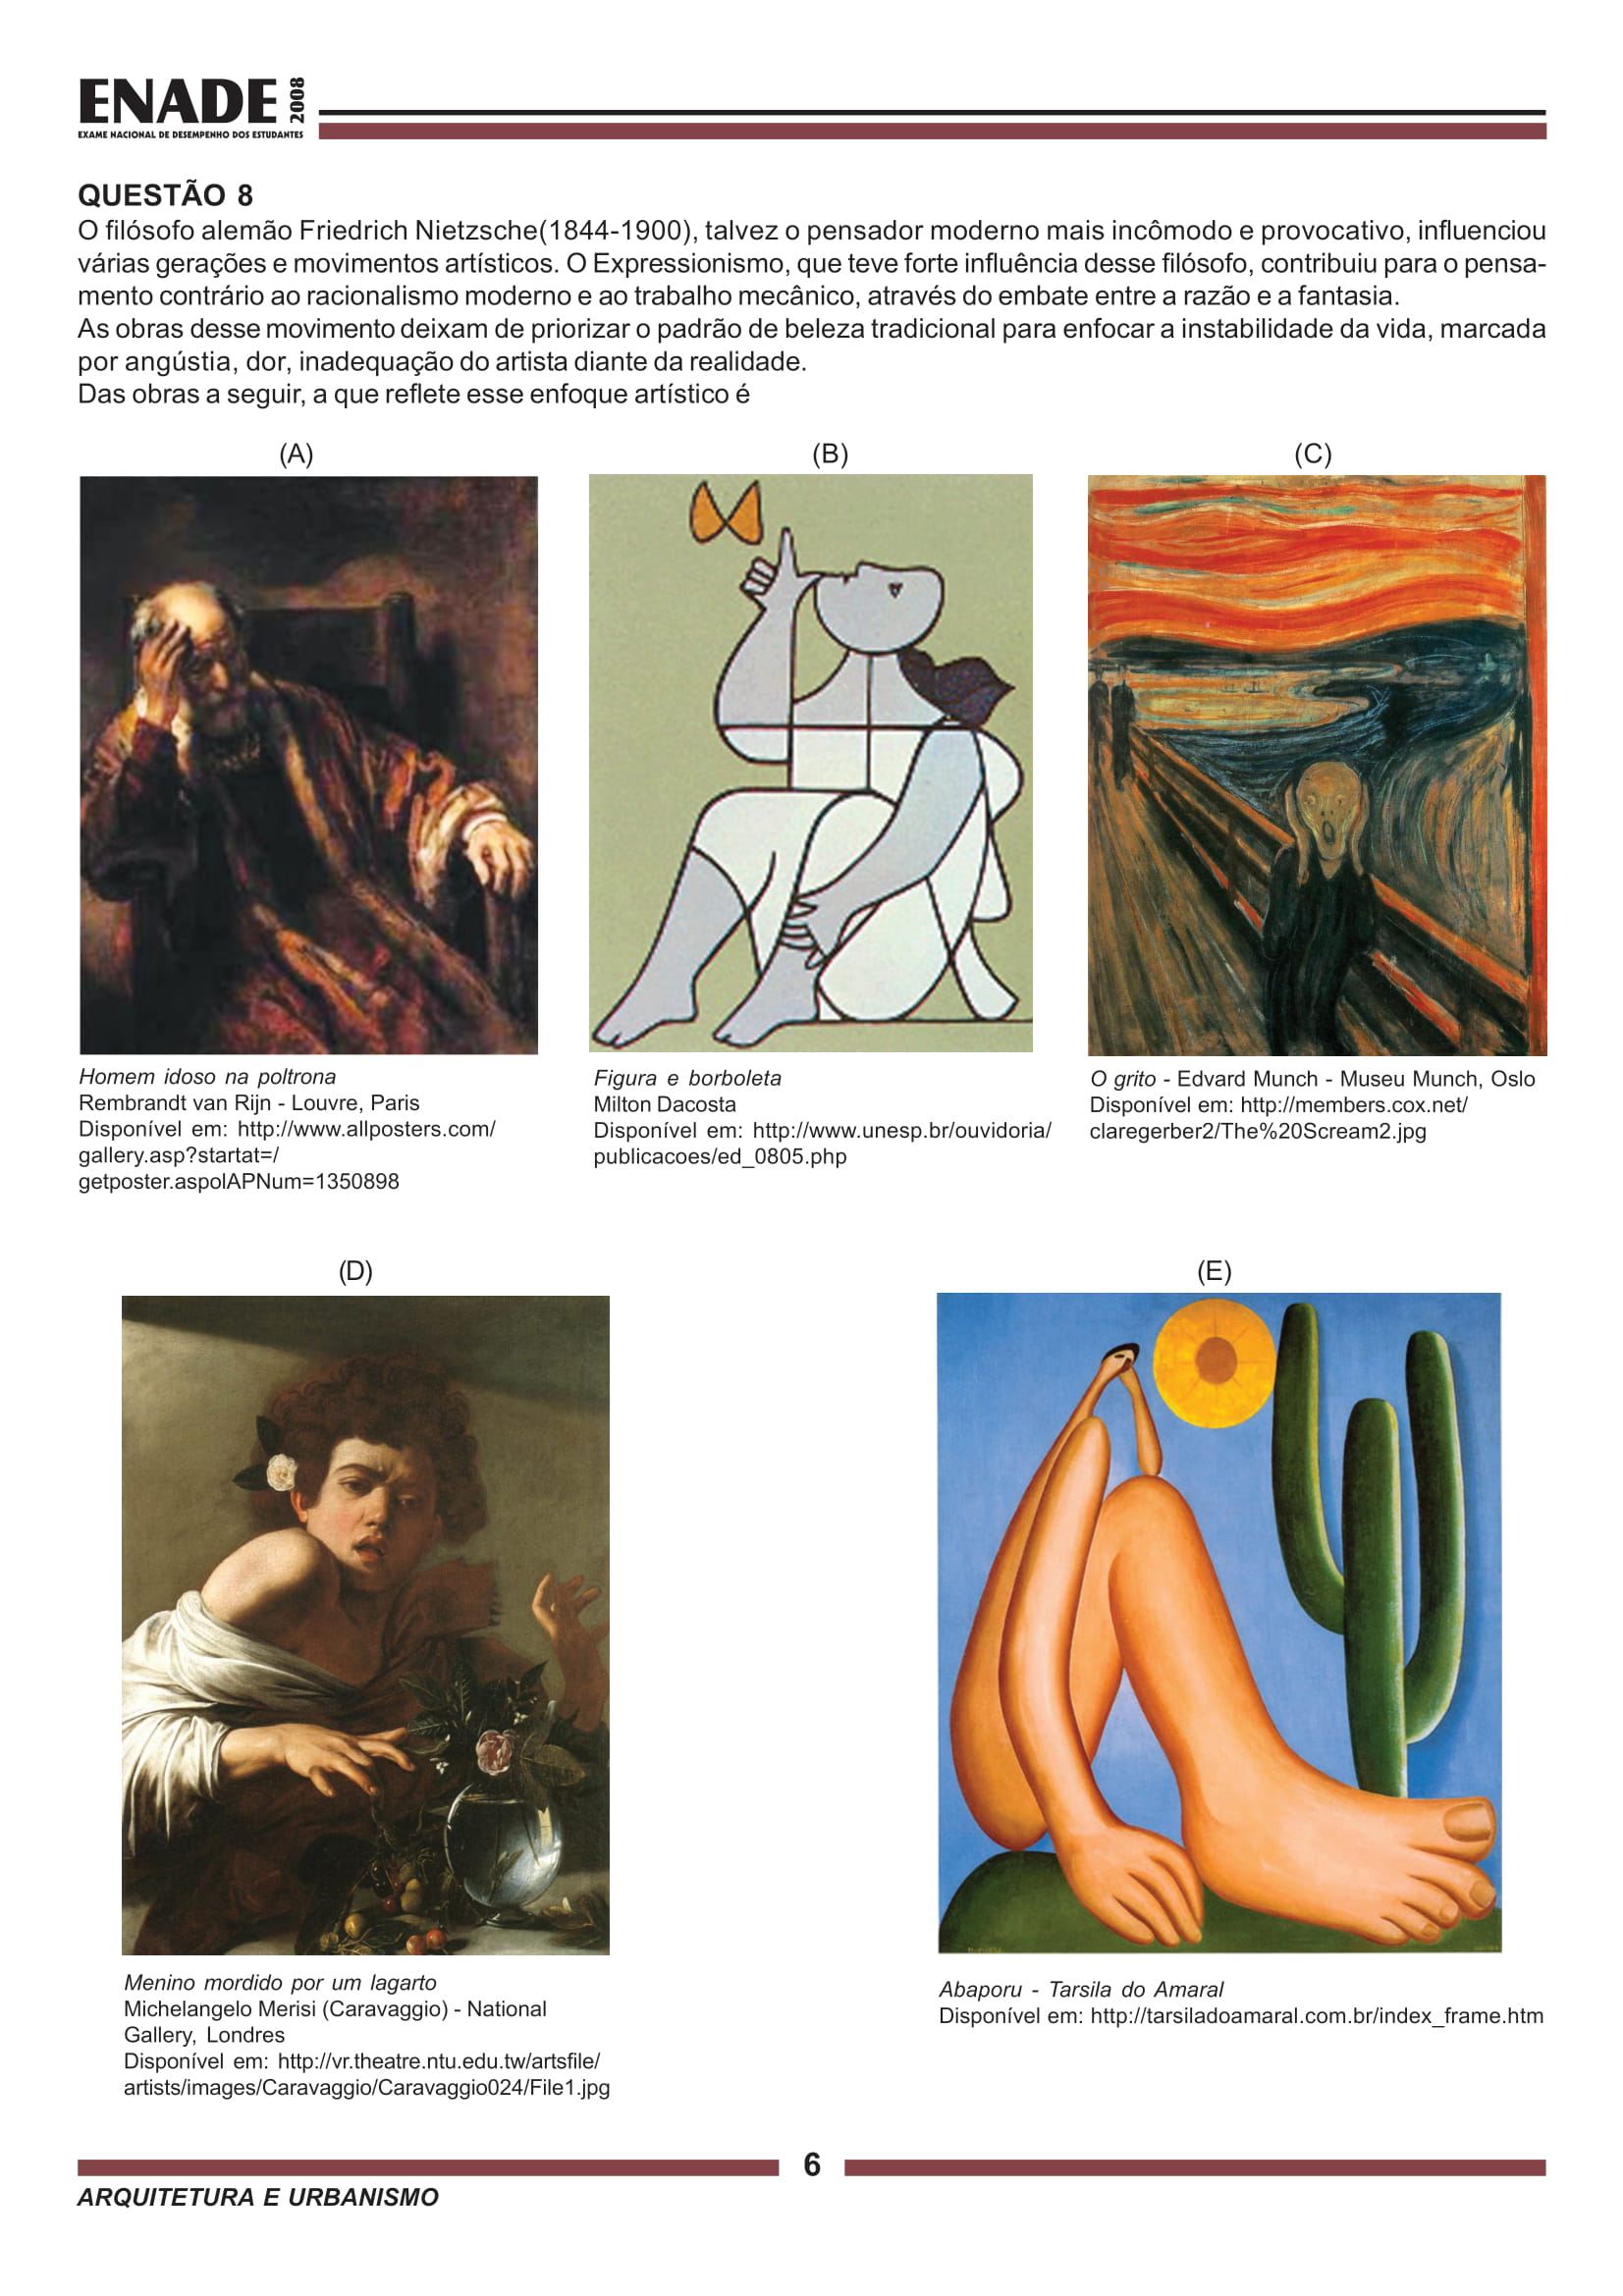 ENADE 2008
EXAME NACIONAL DE DESEMPENHO DOS ESTUDANTES
QUESTÃO 8
O filósofo alemão Friedrich Nietzsche(1844-1900), talvez o pensador moderno mais incômodo e provocativo, influenciou
várias gerações e movimentos artísticos. O Expressionismo, que teve forte influência desse filósofo, contribuiu para o pensa-
mento contrário ao racionalismo moderno e ao trabalho mecânico, através do embate entre a razão e a fantasia.
As obras desse movimento deixam de priorizar o padrão de beleza tradicional para enfocar a instabilidade da vida, marcada
por angústia, dor, inadequação do artista diante da realidade.
Das obras a seguir, a que reflete esse enfoque artístico é
(A)
Homem idoso na poltrona
Rembrandt van Rijn - Louvre, Paris
Disponível em: http://www.allposters.com/
gallery.asp?startat=/
getposter.aspolAPNum=1350898
(B)
Figura e borboleta
Milton Dacosta
Disponível em: http://www.unesp.br/ouvidoria/
publicacoes/ed_0805.php
(C)
O grito - Edvard Munch - Museu Munch, Oslo
Disponível em: http://members.cox.net/
claregerber2/The%20Scream2.jpg
(D)
Menino mordido por um lagarto
Michelangelo Merisi (Caravaggio) - National
Gallery, Londres
Disponível em: http://vr.theatre.ntu.edu.tw/artsfile/
artists/images/Caravaggio/Caravaggio024/File1.jpg
(E)
Abaporu - Tarsila do Amaral
Disponível em: http://tarsiladoamaral.com.br/index_frame.htm
6
ARQUITETURA E URBANISMO